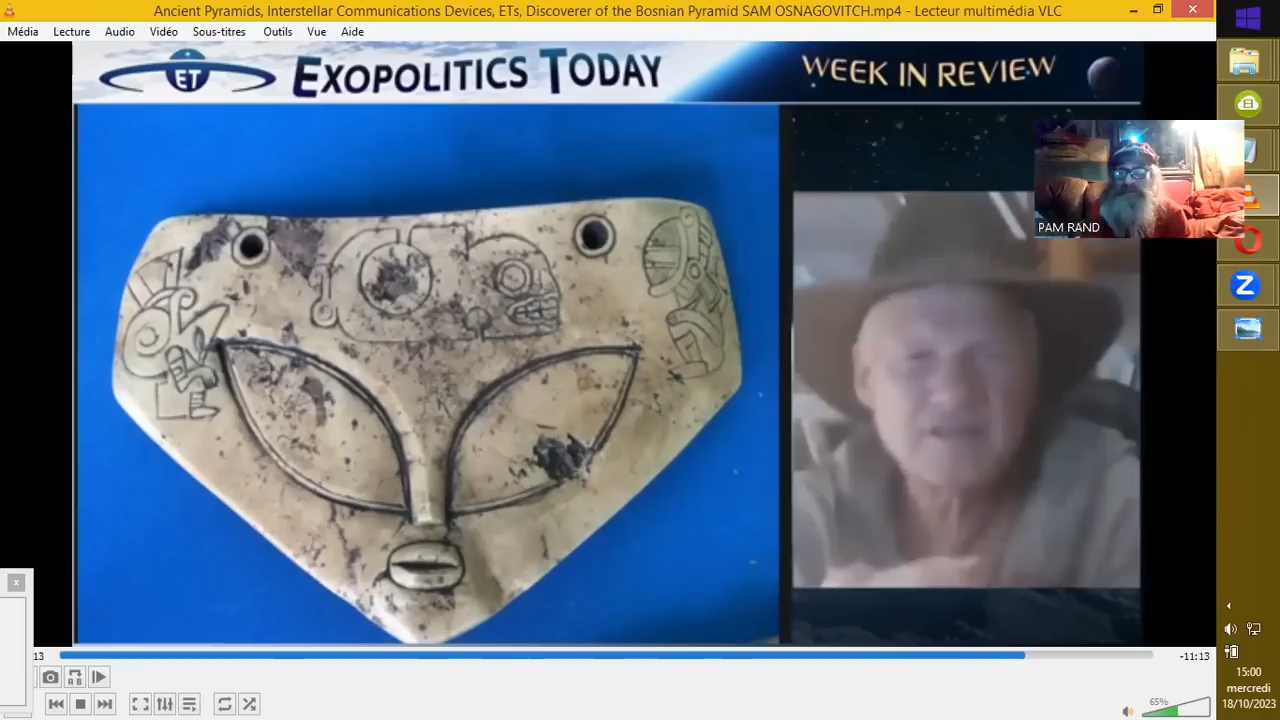 Ancient Pyramids, Interstellar Communications Devices, ETs, Discoverer of the Bosnian Pyramid SAM OSNAGOVITCH.mp4 - Lecteur multimédia VLC
Média Lecture Audio Vidéo Sous-titres Outils Vue Aide
ET EXOPOLITICS TODAY WEEK IN REVIEW
PAM RAND
13 -11:13
A B
65%
15:00
mercredi
18/10/2023